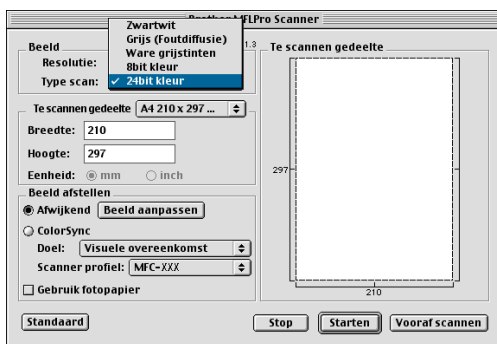 MFLPro Scanner
Zwartwit
Grijs (Foutdiffusie)
Ware grijstinten
8bit kleur
✓ 24bit kleur
Beeld
1.3
Resolutie:
Type scan:
Te scannen gedeelte A4 210 x 297 ...
Breedte: 210
Hoogte: 297
Eenheid: mm inch
Beeld afstellen
Afwijkend Beeld aanpassen
ColorSync
Doel: Visuele overeenkomst
Scanner profiel: MFC-XXX
Gebruik fotopapier
Te scannen gedeelte
297
210
Standaard
Stop Starten Vooraf scannen